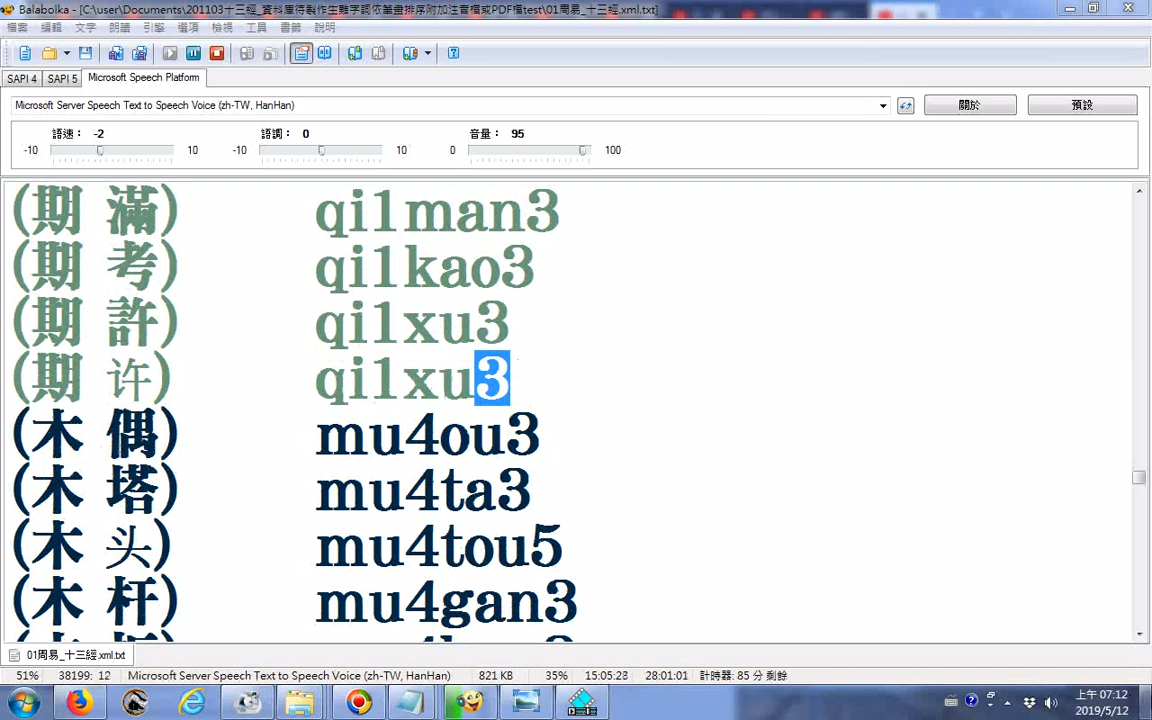 Balabolka - [C:\user\Documents\201103十三經_資料庫待製作生難字詞依筆畫排序附加注音檔或PDF檔test\01周易_十三經.xml.txt]
檔案 編輯 文字 朗讀 引擎 選項 檢視 工具 書籤 說明
SAPI 4 SAPI 5 Microsoft Speech Platform
Microsoft Server Speech Text to Speech Voice (zh-TW, HanHan) 關於 預設
語速： -2 語調： 0 音量： 95
-10 10 -10 10 0 100
(期 滿) qi1man3
(期 考) qi1kao3
(期 許) qi1xu3
(期 许) qi1xu3
(木 偶) mu4ou3
(木 塔) mu4ta3
(木 头) mu4tou5
(木 杆) mu4gan3
01周易_十三經.xml.txt
51% 38199: 12 Microsoft Server Speech Text to Speech Voice (zh-TW, HanHan) 821 KB 35% 15:05:23 28:01:01 計時器: 85 分 剩餘
上午 07:12
2019/5/12